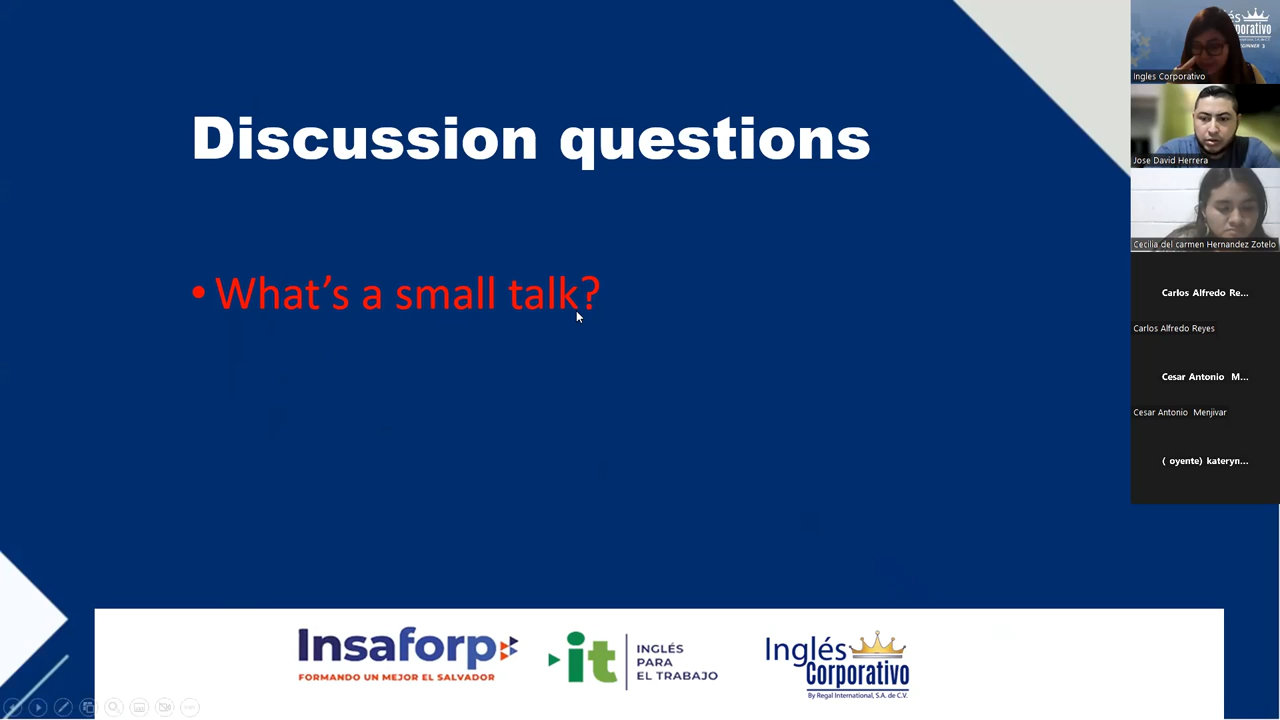 Discussion questions
• What's a small talk?
Insaforp
FORMANDO UN MEJOR EL SALVADOR
it
INGLÉS
PARA
EL TRABAJO
Inglés
Corporativo
By Regal International, S.A. de C.V.
Ingles Corporativo
Jose David Herrera
Cecilia del carmen Hernandez Zotelo
Carlos Alfredo Re...
Carlos Alfredo Reyes
Cesar Antonio M...
Cesar Antonio Menjivar
( oyente) kateryn...